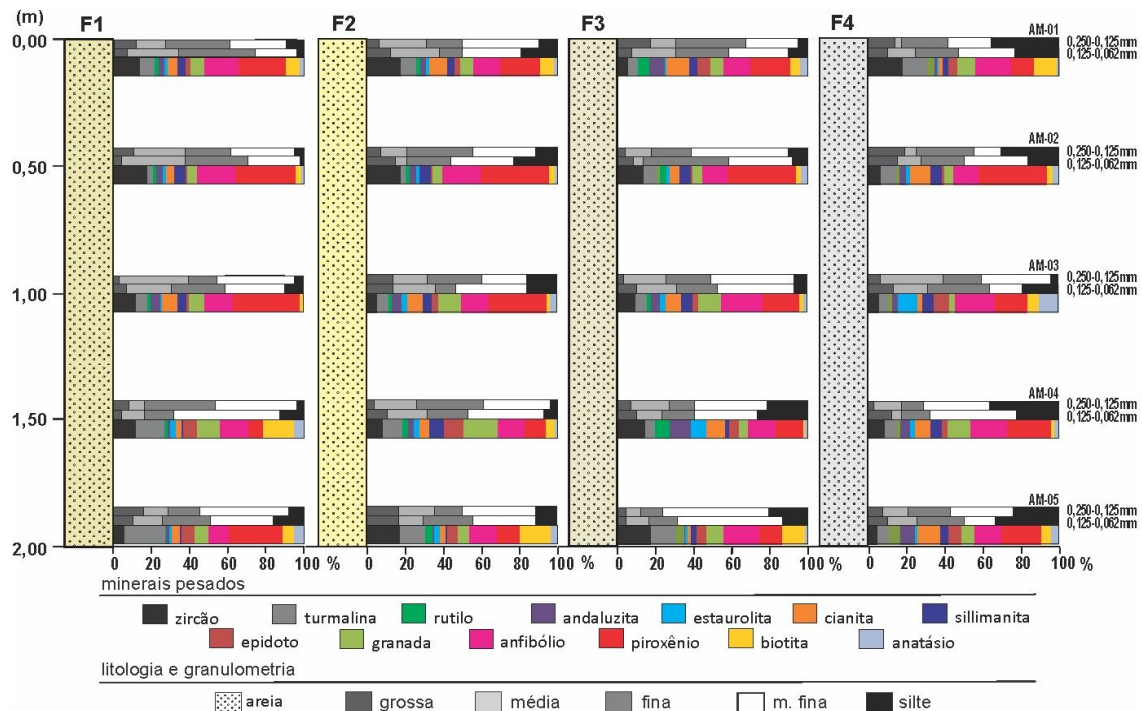 (m) F1 F2 F3 F4
0,00
AM-01
0,250-0,125mm
0,125-0,062mm
AM-02
0,250-0,125mm
0,125-0,062mm
0,50
AM-03
0,250-0,125mm
0,125-0,062mm
1,00
AM-04
0,250-0,125mm
0,125-0,062mm
1,50
AM-05
0,250-0,125mm
0,125-0,062mm
2,00
0 20 40 60 80 100 % 0 20 40 60 80 100 % 0 20 40 60 80 100 % 0 20 40 60 80 100 %
minerais pesados
zircão turmalina rutilo andaluzita estaurolita cianita sillimanita
epidoto granada anfibólio piroxênio biotita anatásio
litologia e granulometria
areia grossa média fina m. fina silte